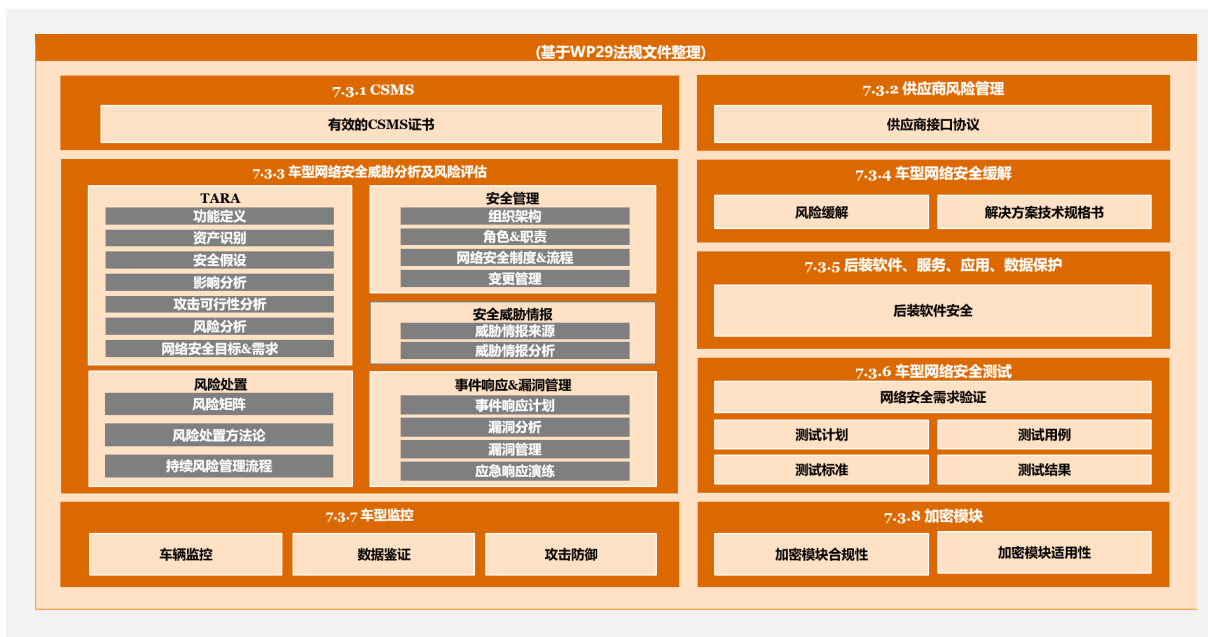 (基于WP29法规文件整理)
7.3.1 CSMS
有效的CSMS证书
7.3.2 供应商风险管理
供应商接口协议
7.3.3 车型网络安全威胁分析及风险评估
TARA
功能定义
资产识别
安全假设
影响分析
攻击可行性分析
风险分析
网络安全目标&需求
安全管理
组织架构
角色&职责
网络安全制度&流程
变更管理
安全威胁情报
威胁情报来源
威胁情报分析
风险处置
风险矩阵
风险处置方法论
持续风险管理流程
事件响应&漏洞管理
事件响应计划
漏洞分析
漏洞管理
应急响应演练
7.3.4 车型网络安全缓解
风险缓解
解决方案技术规格书
7.3.5 后装软件、服务、应用、数据保护
后装软件安全
7.3.6 车型网络安全测试
网络安全需求验证
测试计划
测试用例
测试标准
测试结果
7.3.7 车型监控
车辆监控
数据鉴证
攻击防御
7.3.8 加密模块
加密模块合规性
加密模块适用性